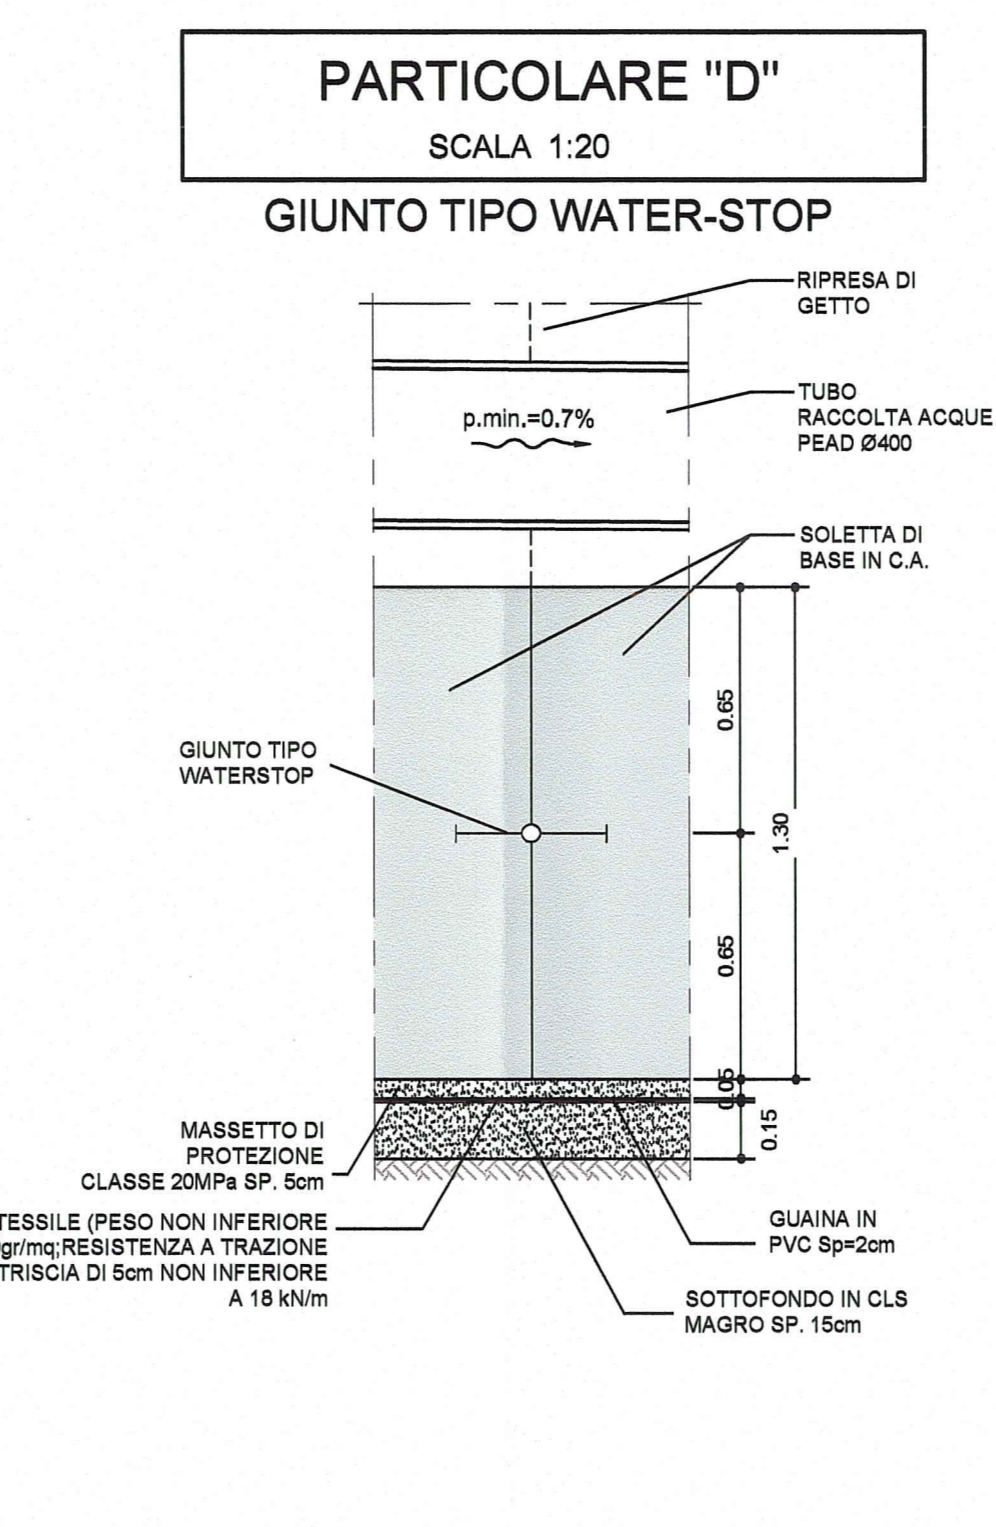 PARTICOLARE "D"
SCALA 1:20
GIUNTO TIPO WATER-STOP
RIPRESA DI
GETTO
TUBO
RACCOLTA ACQUE
PEAD Ø400
p.min.=0.7%
SOLETTA DI
BASE IN C.A.
0.65
GIUNTO TIPO
WATERSTOP
1.30
0.65
0.05
0.15
MASSETTO DI
PROTEZIONE
CLASSE 20MPa SP. 5cm
(PESO NON INFERIORE
gr/mq;RESISTENZA A TRAZIONE
DI 5cm NON INFERIORE
A 18 kN/m
GUAINA IN
PVC Sp=2cm
SOTTOFONDO IN CLS
MAGRO SP. 15cm